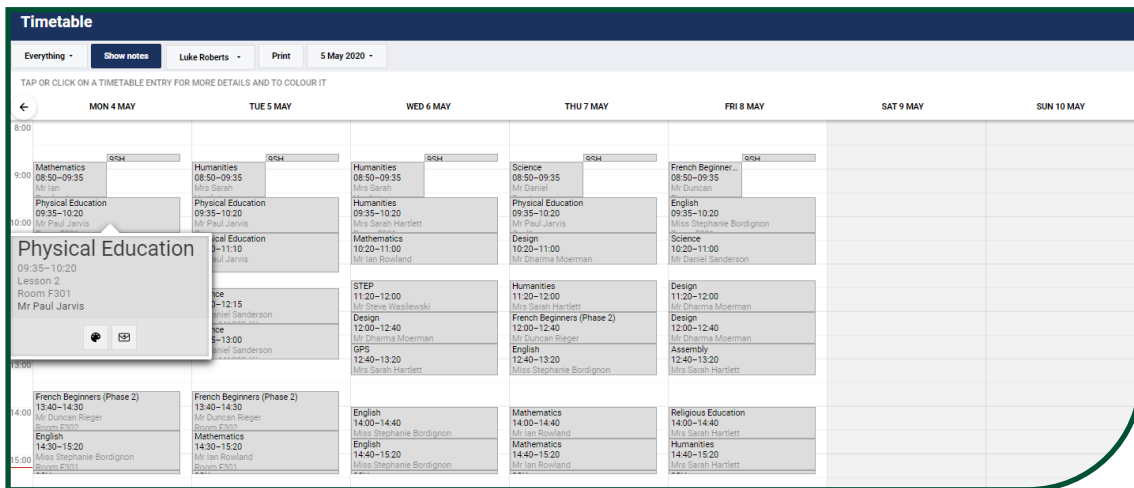 Timetable
Everything
Show notes
Luke Roberts
Print
5 May 2020
TAP OR CLICK ON A TIMETABLE ENTRY FOR MORE DETAILS AND TO COLOUR IT
MON 4 MAY
TUE 5 MAY
WED 6 MAY
THU 7 MAY
FRI 8 MAY
SAT 9 MAY
SUN 10 MAY
8:00
9:00
10:00
13:00
14:00
15:00
9SH
Mathematics
08:50–09:35
Mr Ian
Physical Education
09:35–10:20
Mr Paul Jarvis
Physical Education
09:35–10:20
Lesson 2
Room F301
Mr Paul Jarvis
French Beginners (Phase 2)
13:40–14:30
Mr Duncan Rieger
Room F302
English
14:30–15:20
Miss Stephanie Bordignon
Room F301
9SH
Humanities
08:50–09:35
Mrs Sarah
Physical Education
09:35–10:20
Mr Paul Jarvis
ical Education
–11:10
aul Jarvis
nce
–12:15
aniel Sanderson
nce
5–13:00
aniel Sanderson
French Beginners (Phase 2)
13:40–14:30
Mr Duncan Rieger
Room F302
Mathematics
14:30–15:20
Mr Ian Rowland
Room F301
9SH
Humanities
08:50–09:35
Mrs Sarah
Humanities
09:35–10:20
Mrs Sarah Hartlett
Mathematics
10:20–11:00
Mr Ian Rowland
STEP
11:20–12:00
Mr Steve Wasilewski
Design
12:00–12:40
Mr Dharma Moerman
GPS
12:40–13:20
Mrs Sarah Hartlett
English
14:00–14:40
Miss Stephanie Bordignon
English
14:40–15:20
Miss Stephanie Bordignon
9SH
Science
08:50–09:35
Mr Daniel
Physical Education
09:35–10:20
Mr Paul Jarvis
Design
10:20–11:00
Mr Dharma Moerman
Humanities
11:20–12:00
Mrs Sarah Hartlett
French Beginners (Phase 2)
12:00–12:40
Mr Duncan Rieger
English
12:40–13:20
Miss Stephanie Bordignon
Mathematics
14:00–14:40
Mr Ian Rowland
Mathematics
14:40–15:20
Mr Ian Rowland
9SH
French Beginner...
08:50–09:35
Mr Duncan
English
09:35–10:20
Miss Stephanie Bordignon
Science
10:20–11:00
Mr Daniel Sanderson
Design
11:20–12:00
Mr Dharma Moerman
Design
12:00–12:40
Mr Dharma Moerman
Assembly
12:40–13:20
Mrs Sarah Hartlett
Religious Education
14:00–14:40
Mrs Sarah Hartlett
Humanities
14:40–15:20
Mrs Sarah Hartlett